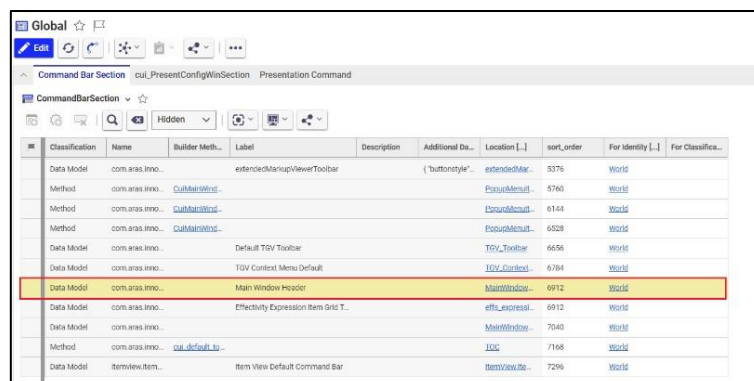 Global
Edit
Command Bar Section cui_PresentConfigWinSection Presentation Command
CommandBarSection
Hidden
Classification Name Builder Meth... Label Description Additional Da... Location [...] sort_order For Identity [...] For Classifica...
Data Model com.aras.inno... extendedMarkupViewerToolbar { "buttonstyle"... extendedMar... 5376 World
Method com.aras.inno... CuiMainWind... PopupMenuIt... 5760 World
Method com.aras.inno... CuiMainWind... PopupMenuIt... 6144 World
Method com.aras.inno... CuiMainWind... PopupMenuIt... 6528 World
Data Model com.aras.inno... Default TGV Toolbar TGV_Toolbar 6656 World
Data Model com.aras.inno... TGV Context Menu Default TGV_Context... 6784 World
Data Model com.aras.inno... Main Window Header MainWindow... 6912 World
Data Model com.aras.inno... Effectivity Expression Item Grid T... effs_expressi... 6912 World
Data Model com.aras.inno... MainWindow... 7040 World
Method com.aras.inno... cui_default_to... TOC 7168 World
Data Model itemview.item... Item View Default Command Bar ItemView.Ite... 7296 World